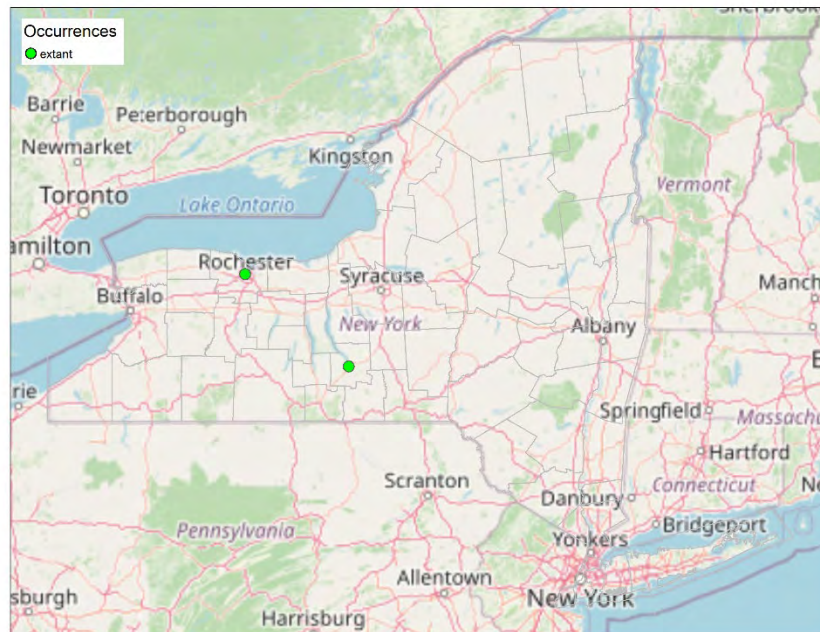 Sherbrook
Occurrences
extant
Barrie
Peterborough
Newmarket
Kingston
Toronto
Lake Ontario
Vermont
amilton
Rochester
Syracuse
Manch
Buffalo
New York
Albany
rie
Springfield
Massachu
Hartford
Scranton
Connecticut
Danbury
Pennsylvania
Bridgeport
Yonkers
Allentown
sburgh
New York
Harrisburg